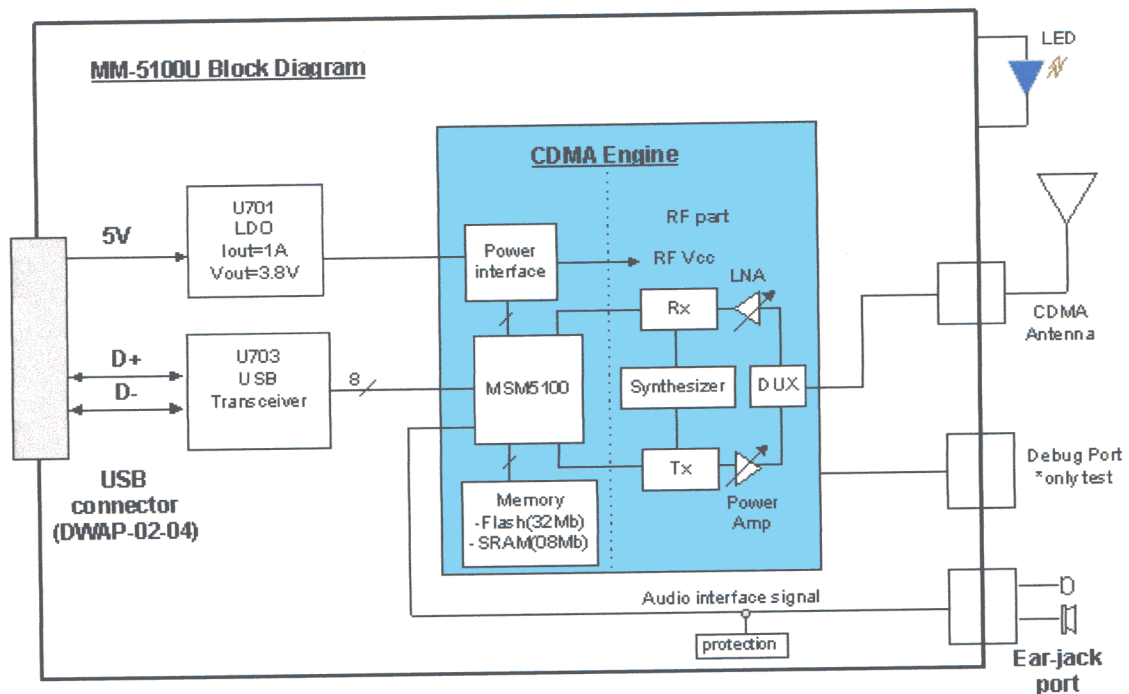 MM-5100U Block Diagram
LED
CDMA Engine
U701
LDO
Iout=1A
Vout=3.8V
5V
Power
interface
RF part
RF Vcc
LNA
Rx
CDMA
Antenna
D+
D-
U703
USB
Transceiver
8
MSM5100
Synthesizer
DUX
Tx
Power
Amp
Debug Port
*only test
USB
connector
(DWAP-02-04)
Memory
-Flash(32Mb)
-SRAM(08Mb)
Audio interface signal
protection
Ear-jack
port